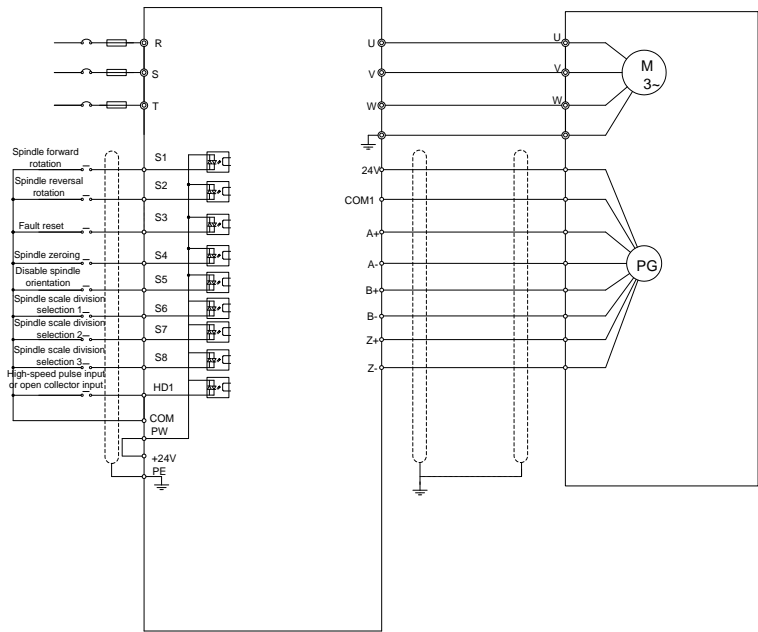 R
U
U
S
V
V
M
3~
T
W
W
Spindle forward
rotation
S1
24V
Spindle reversal
rotation
S2
COM1
Fault reset
S3
A+
Spindle zeroing
S4
A-
PG
Disable spindle
orientation
S5
B+
Spindle scale division
selection 1
S6
B-
Spindle scale division
selection 2
S7
Z+
Spindle scale division
selection 3
S8
Z-
High-speed pulse input
or open collector input
HD1
COM
PW
+24V
PE